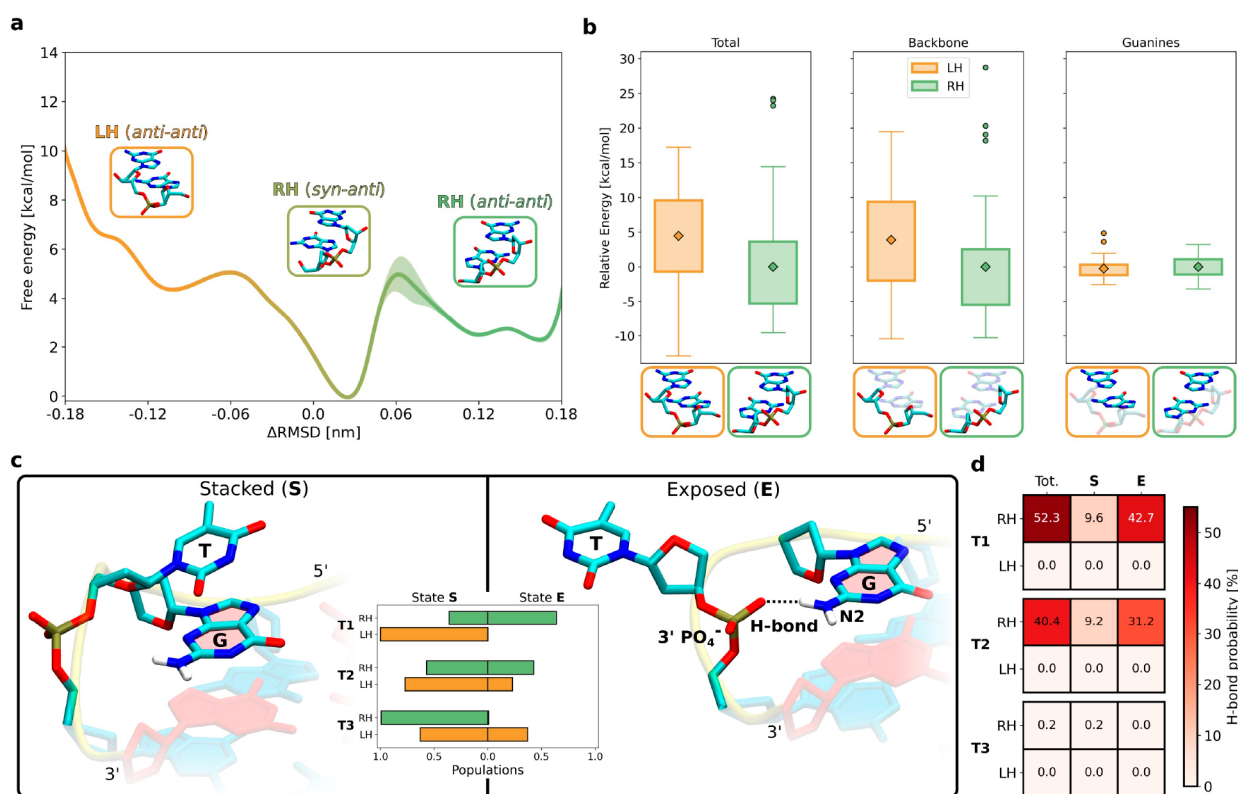 a
14
12
10
8
6
4
2
0
Free energy [kcal/mol]
-0.18
-0.12
-0.06
0.0
0.06
0.12
0.18
ΔRMSD [nm]
LH (anti-anti)
RH (syn-anti)
RH (anti-anti)
b
Total
Backbone
Guanines
30
25
20
15
10
5
0
-5
-10
Relative Energy [kcal/mol]
LH
RH
c
Stacked (S)
T
G
5'
3'
Exposed (E)
T
G
5'
N2
H-bond
3' PO₄⁻
3'
State S
State E
T1
RH
LH
T2
RH
LH
T3
RH
LH
1.0
0.5
0.0
0.5
1.0
Populations
d
Tot.
S
E
T1
RH 52.3 9.6 42.7
LH 0.0 0.0 0.0
T2
RH 40.4 9.2 31.2
LH 0.0 0.0 0.0
T3
RH 0.2 0.2 0.0
LH 0.0 0.0 0.0
50
40
30
20
10
0
H-bond probability [%]